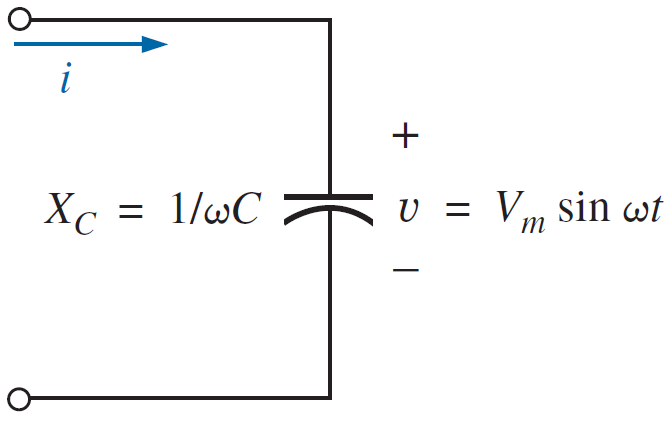 i
+
X_C = 1/ωC
v = V_m sin ωt
−